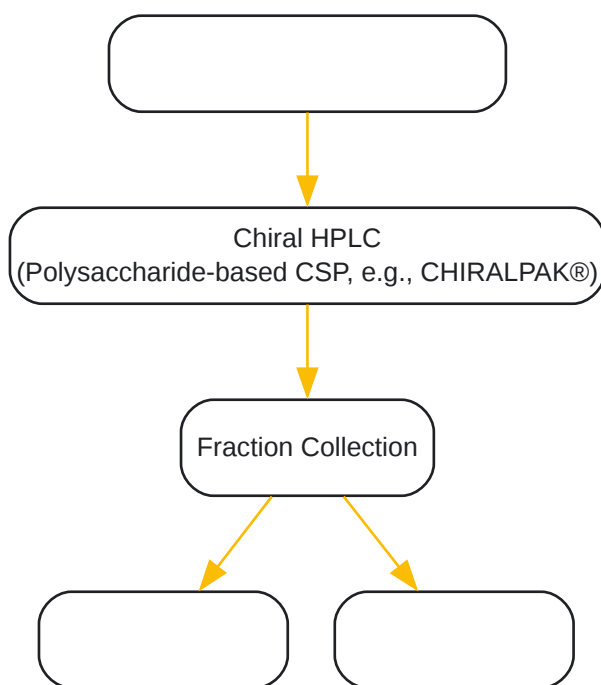 Chiral HPLC
(Polysaccharide-based CSP, e.g., CHIRALPAK®)
Fraction Collection